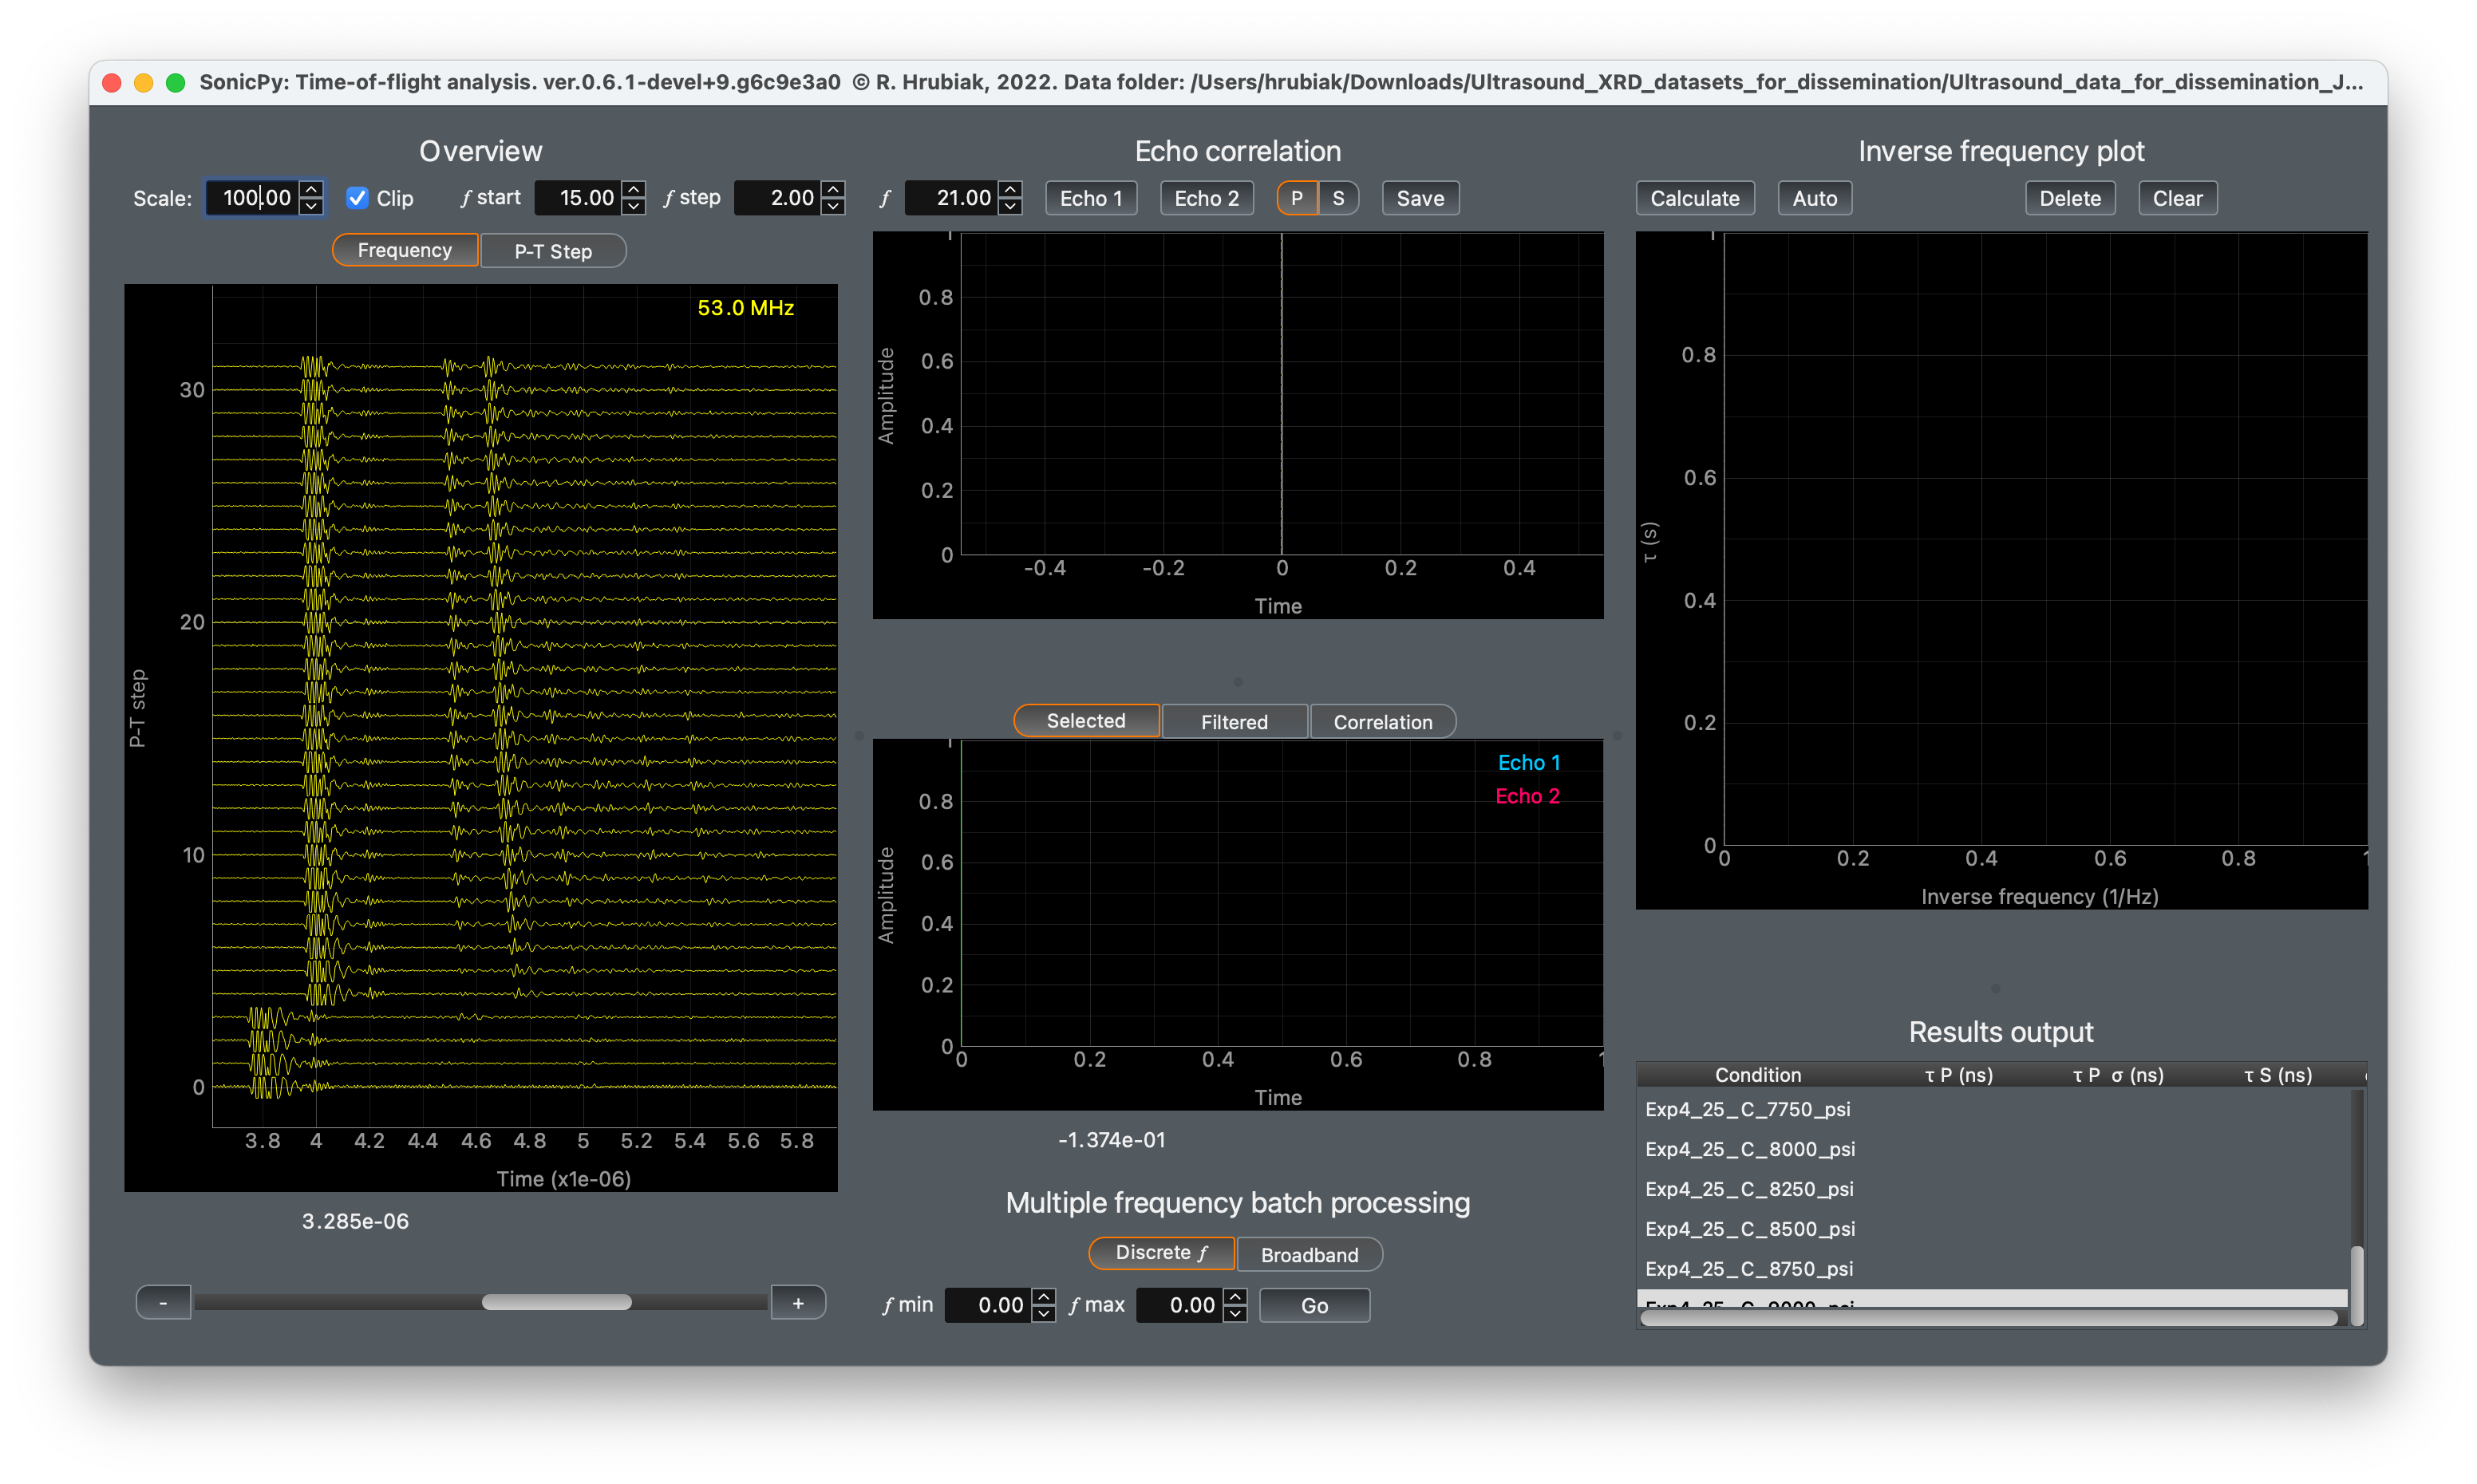 SonicPy: Time-of-flight analysis. ver.0.6.1-devel+9.g6c9e3a0 © R. Hrubiak, 2022. Data folder: /Users/hrubiak/Downloads/Ultrasound_XRD_datasets_for_dissemination/Ultrasound_data_for_dissemination_J...
Overview
Scale: 100.00 Clip f start 15.00 f step 2.00
Frequency P-T Step
53.0 MHz
30
20
10
0
P-T step
3.8 4 4.2 4.4 4.6 4.8 5 5.2 5.4 5.6 5.8
Time (x1e-06)
3.285e-06
- +
Echo correlation
f 21.00 Echo 1 Echo 2 P S Save
0.8
0.6
0.4
0.2
0
Amplitude
-0.4 -0.2 0 0.2 0.4
Time
Selected Filtered Correlation
Echo 1
Echo 2
0.8
0.6
0.4
0.2
0
Amplitude
0 0.2 0.4 0.6 0.8
Time
-1.374e-01
Multiple frequency batch processing
Discrete f Broadband
f min 0.00 f max 0.00 Go
Inverse frequency plot
Calculate Auto Delete Clear
0.8
0.6
0.4
0.2
0
τ (s)
0 0.2 0.4 0.6 0.8
Inverse frequency (1/Hz)
Results output
Condition τ P (ns) τ P σ (ns) τ S (ns)
Exp4_25_C_7750_psi
Exp4_25_C_8000_psi
Exp4_25_C_8250_psi
Exp4_25_C_8500_psi
Exp4_25_C_8750_psi
Exp4_25_C_9000_psi